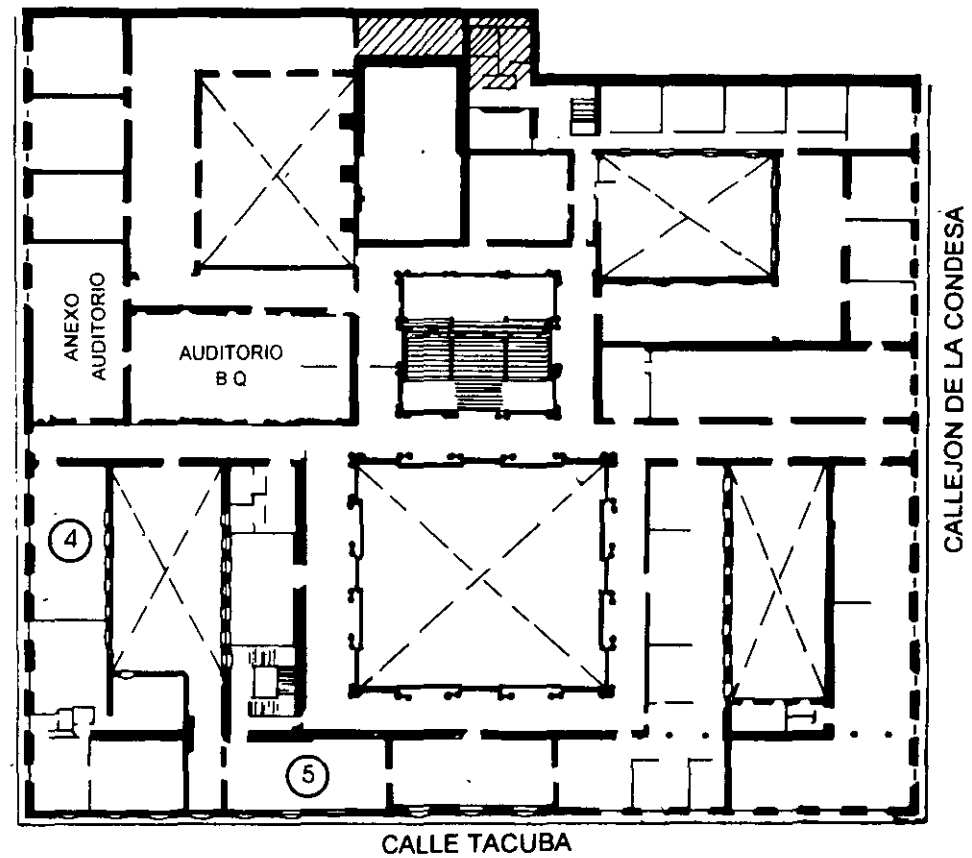 ANEXO
AUDITORIO
AUDITORIO
B Q
4
5
CALLEJON DE LA CONDESA
CALLE TACUBA